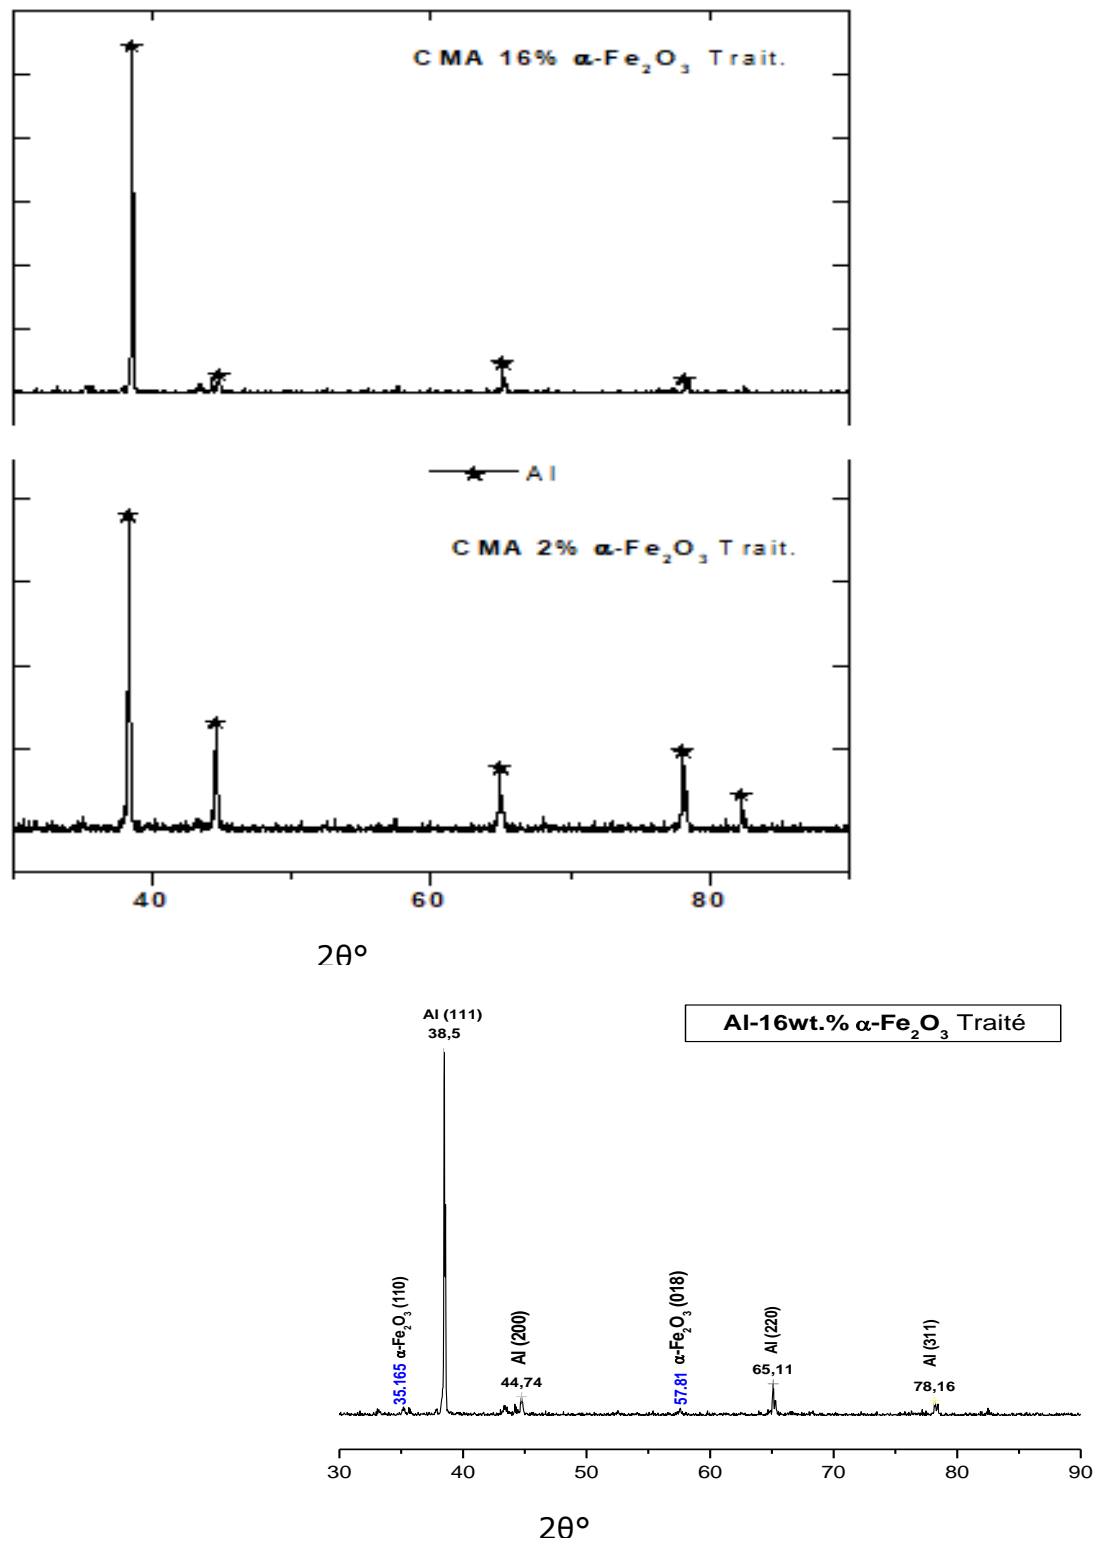 CMA 16% α-Fe₂O₃ Trait.
Al
CMA 2% α-Fe₂O₃ Trait.
40 60 80
2θ°
Al (111)
38,5
Al-16wt.% α-Fe₂O₃ Traité
35.165 α-Fe₂O₃ (110)
Al (200)
44,74
57.81 α-Fe₂O₃ (018)
Al (220)
65,11
Al (311)
78,16
30 40 50 60 70 80 90
2θ°